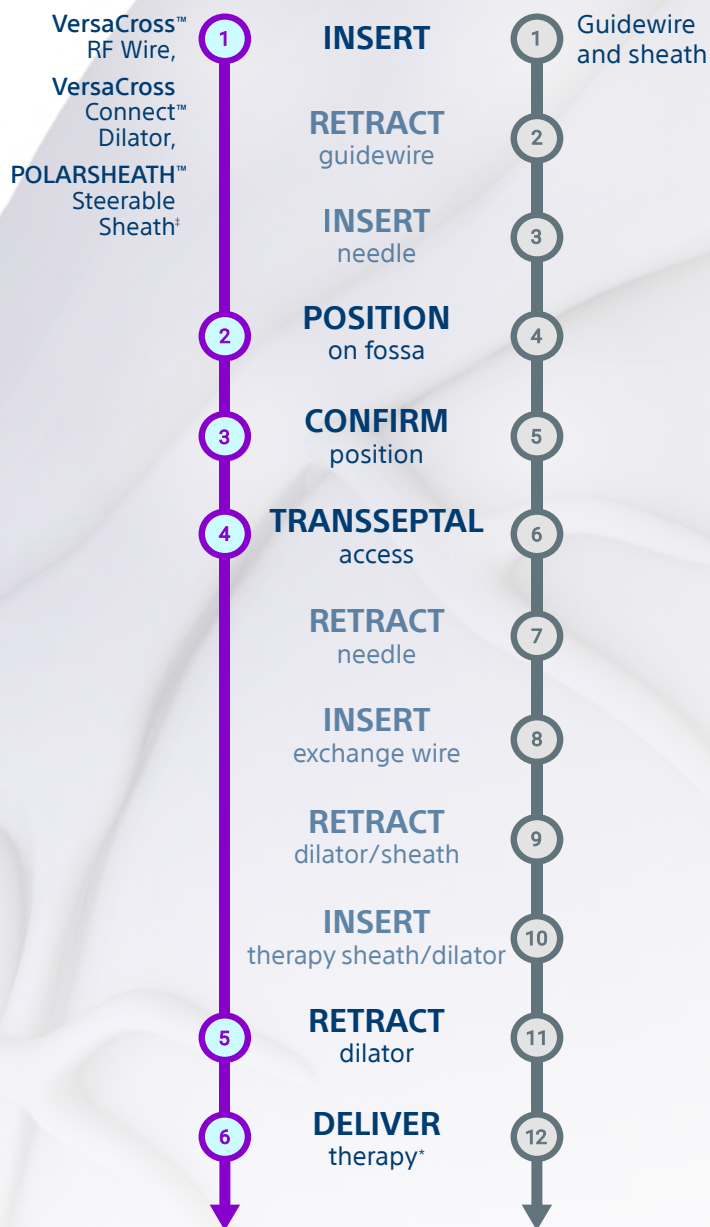 VersaCross™
RF Wire,
VersaCross
Connect™
Dilator,
POLARSHEATH™
Steerable
Sheath‡
1
INSERT
1
Guidewire
and sheath
RETRACT
guidewire
2
INSERT
needle
3
2
POSITION
on fossa
4
3
CONFIRM
position
5
4
TRANSSEPTAL
access
6
RETRACT
needle
7
INSERT
exchange wire
8
RETRACT
dilator/sheath
9
INSERT
therapy sheath/dilator
10
5
RETRACT
dilator
11
6
DELIVER
therapy*
12